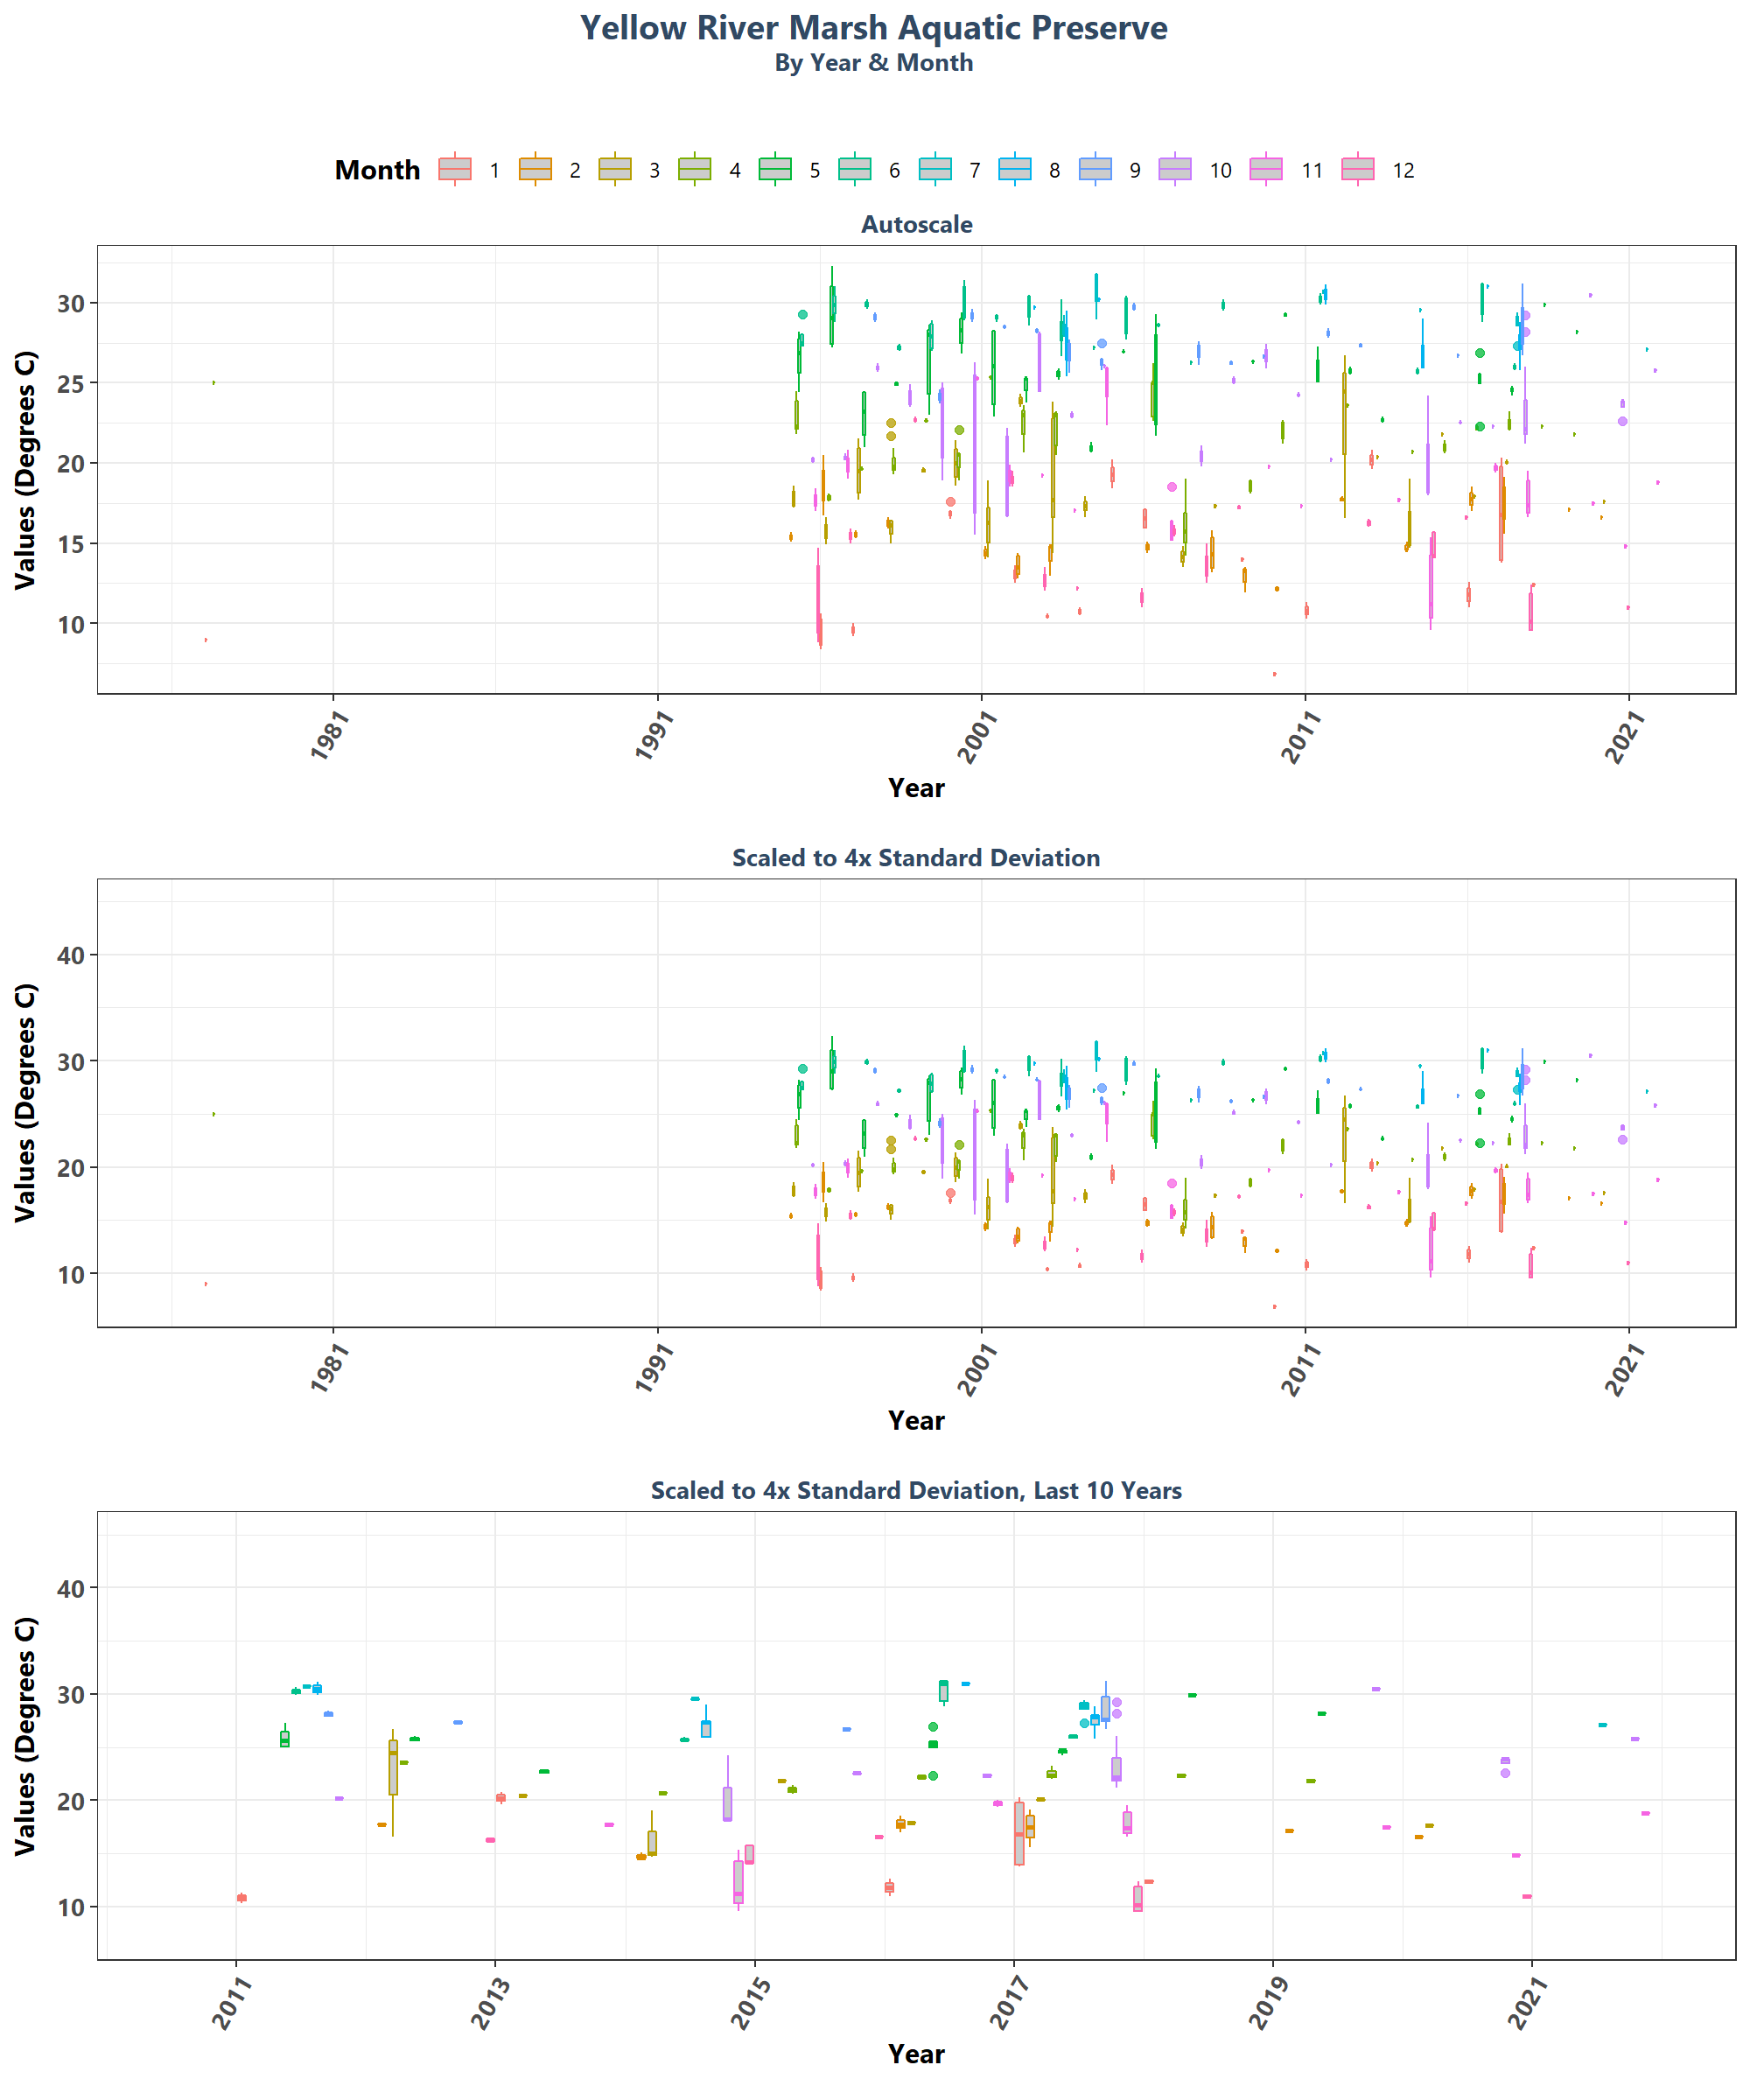 Yellow River Marsh Aquatic Preserve
By Year & Month
Month 1 2 3 4 5 6 7 8 9 10 11 12
Autoscale
Values (Degrees C)
30
25
20
15
10
1981 1991 2001 2011 2021
Year
Scaled to 4x Standard Deviation
Values (Degrees C)
40
30
20
10
1981 1991 2001 2011 2021
Year
Scaled to 4x Standard Deviation, Last 10 Years
Values (Degrees C)
40
30
20
10
2011 2013 2015 2017 2019 2021
Year